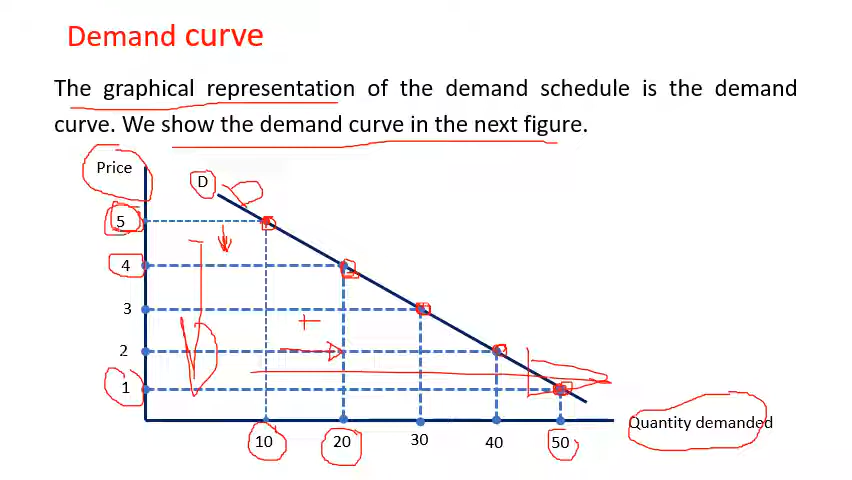 Demand curve
The graphical representation of the demand schedule is the demand
curve. We show the demand curve in the next figure.
Price
D
5
4
3
2
1
Quantity demanded
10 20 30 40 50